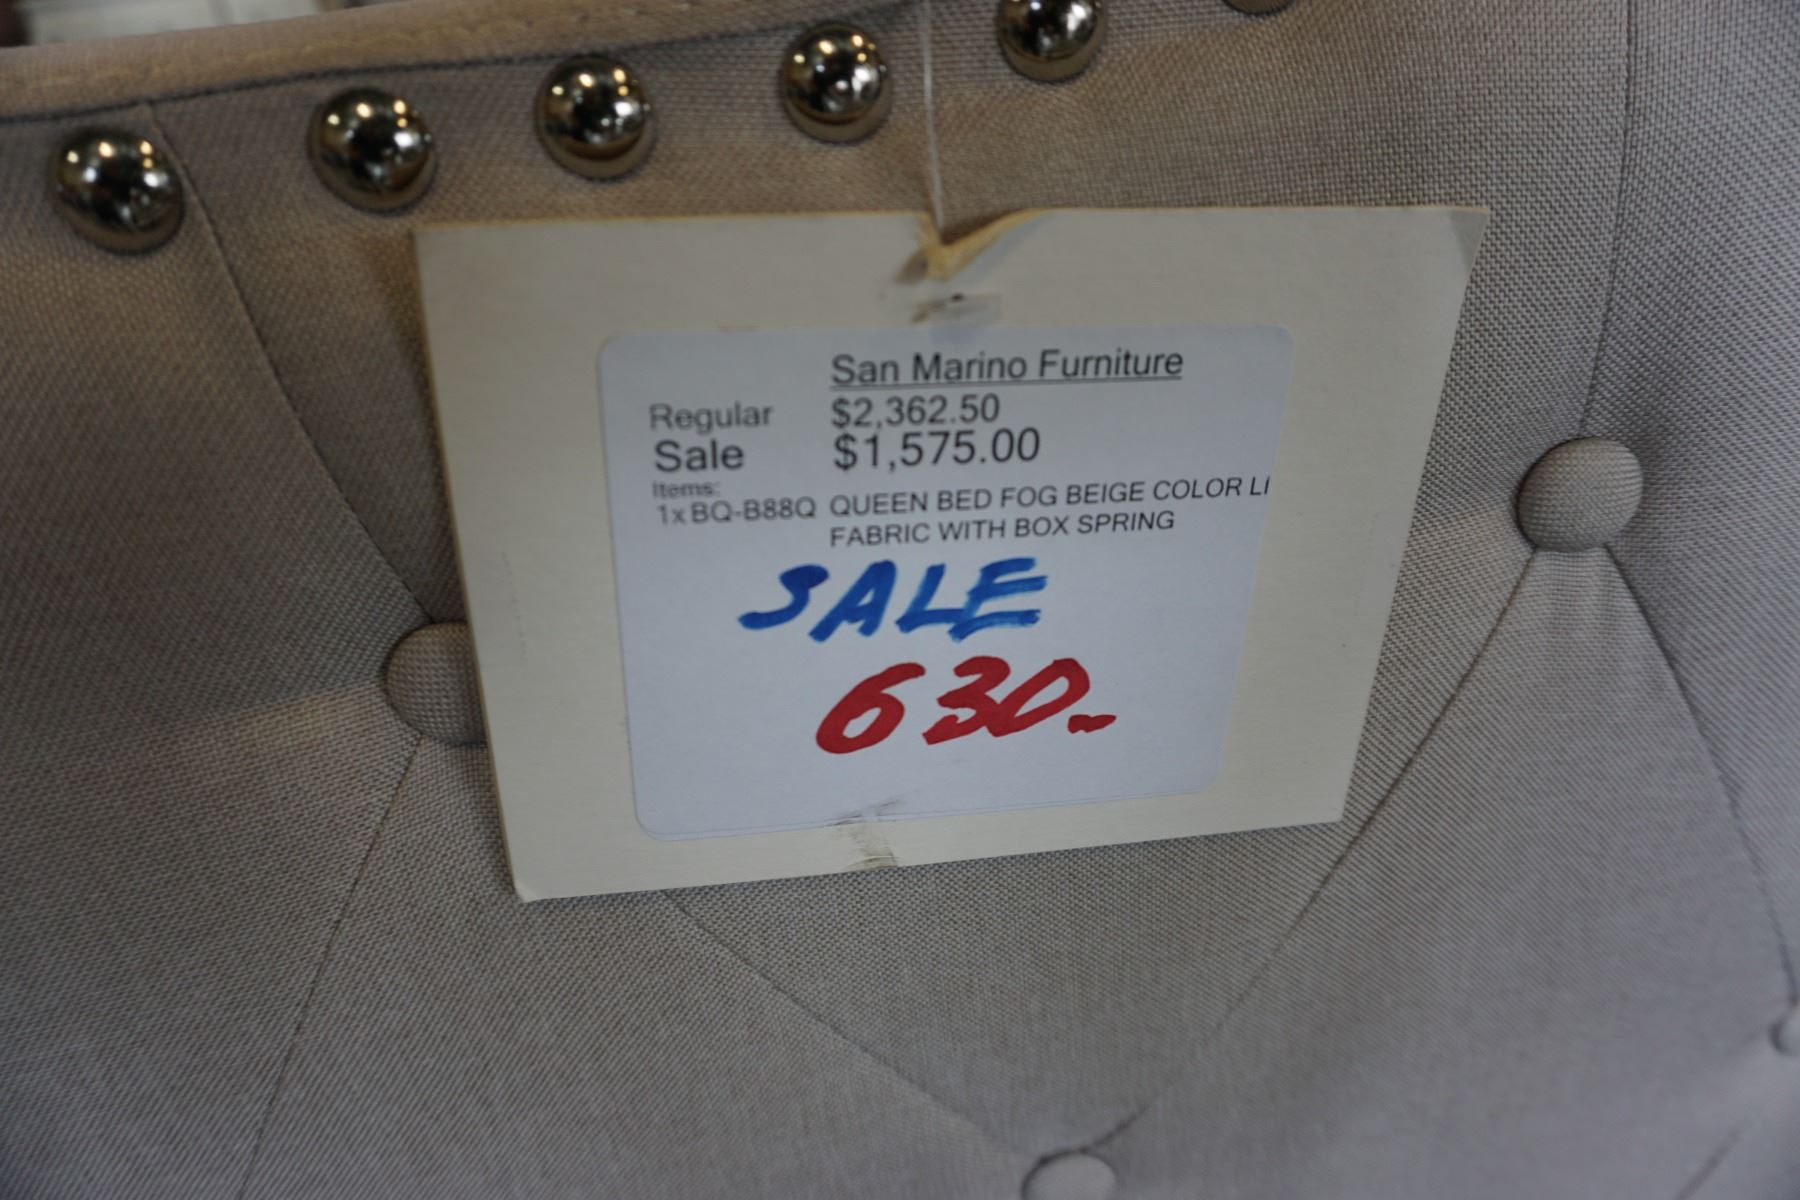 San Marino Furniture
Regular $2,362.50
Sale $1,575.00
Items:
1x BQ-B88Q QUEEN BED FOG BEIGE COLOR LI
FABRIC WITH BOX SPRING
SALE
630-